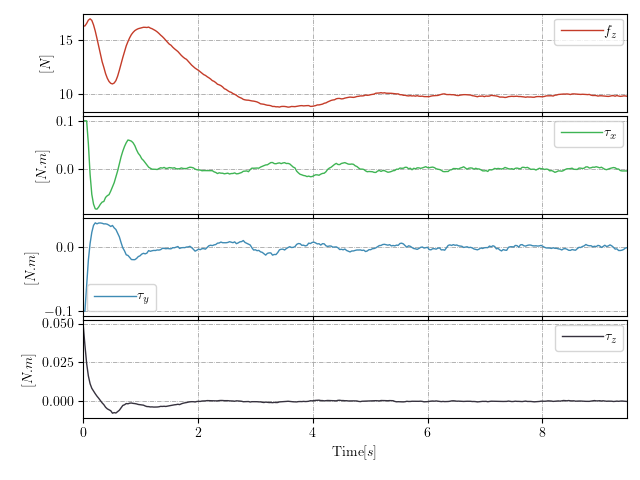 15
10
[N]
f_z
0.1
0.0
[N.m]
τ_x
0.0
−0.1
[N.m]
τ_y
0.050
0.025
0.000
[N.m]
τ_z
0 2 4 6 8
Time[s]